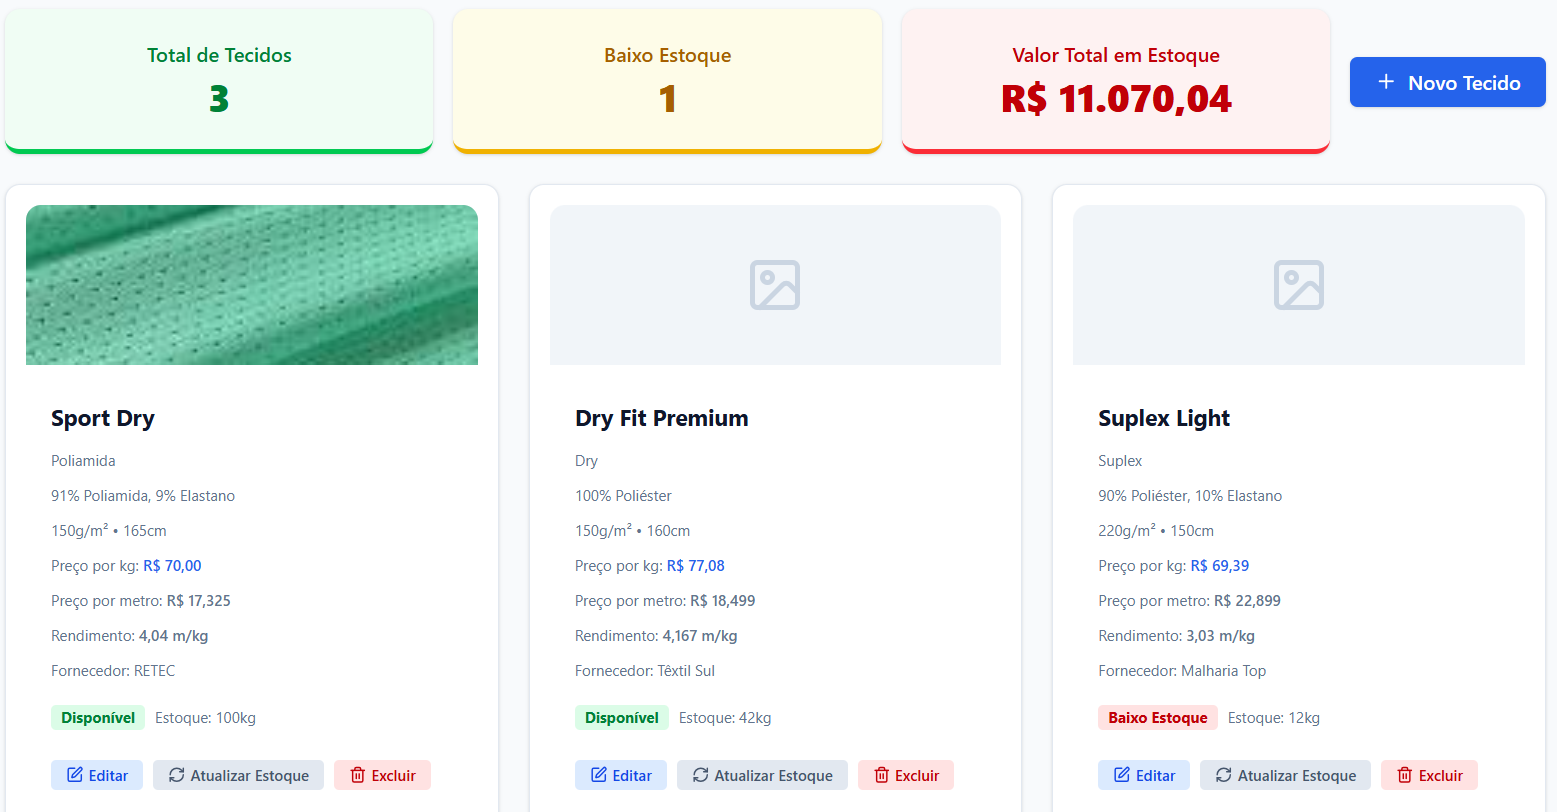 Total de Tecidos
3
Baixo Estoque
1
Valor Total em Estoque
R$ 11.070,04
Novo Tecido
Sport Dry
Poliamida
91% Poliamida, 9% Elastano
150g/m² • 165cm
Preço por kg: R$ 70,00
Preço por metro: R$ 17,325
Rendimento: 4,04 m/kg
Fornecedor: RETEC
Disponível Estoque: 100kg
Editar Atualizar Estoque Excluir
Dry Fit Premium
Dry
100% Poliéster
150g/m² • 160cm
Preço por kg: R$ 77,08
Preço por metro: R$ 18,499
Rendimento: 4,167 m/kg
Fornecedor: Têxtil Sul
Disponível Estoque: 42kg
Editar Atualizar Estoque Excluir
Suplex Light
Suplex
90% Poliéster, 10% Elastano
220g/m² • 150cm
Preço por kg: R$ 69,39
Preço por metro: R$ 22,899
Rendimento: 3,03 m/kg
Fornecedor: Malharia Top
Baixo Estoque Estoque: 12kg
Editar Atualizar Estoque Excluir